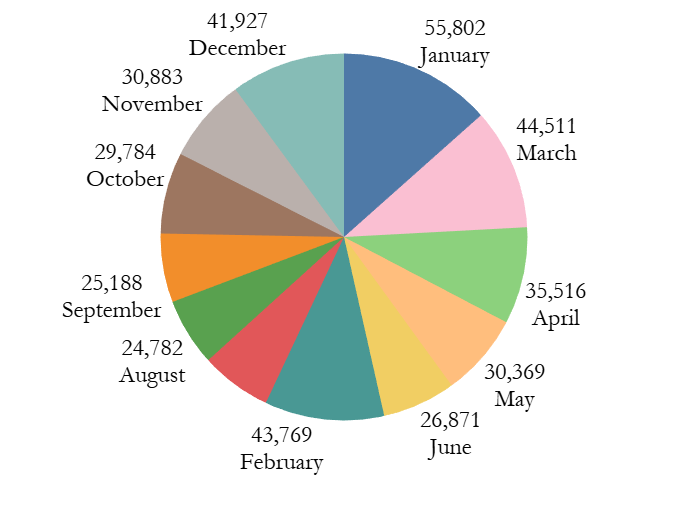 41,927
December
55,802
January
30,883
November
44,511
March
29,784
October
35,516
April
25,188
September
24,782
August
30,369
May
26,871
June
43,769
February